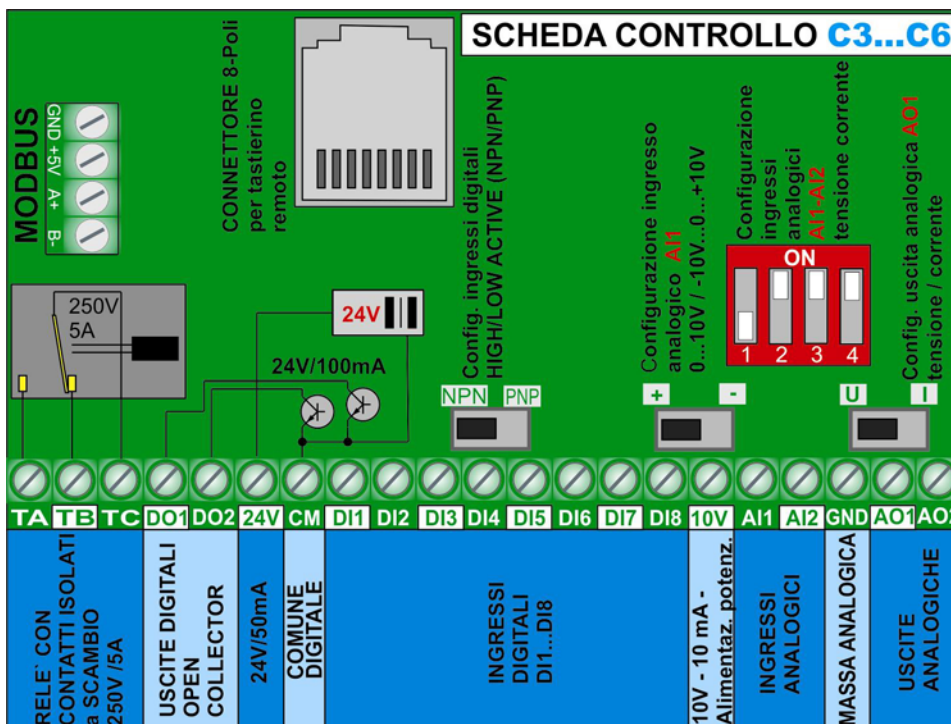 SCHEDA CONTROLLO C3...C6
MODBUS
GND
+5V
A+
B-
CONNETTORE 8-Poli
per tastierino
remoto
Config. ingressi digitali
HIGH/LOW ACTIVE (NPN/PNP)
Configurazione ingresso
analogico AI1
0...10V / -10V...0...+10V
Configurazione
ingressi
analogici
AI1-AI2
tensione corrente
Config. uscita analogica AO1
tensione / corrente
ON
1 2 3 4
250V
5A
24V
24V/100mA
NPN PNP
+ -
U I
TA TB TC DO1 DO2 24V CM DI1 DI2 DI3 DI4 DI5 DI6 DI7 DI8 10V AI1 AI2 GND AO1 AO2
RELE` CON
CONTATTI ISOLATI
a SCAMBIO
250V /5A
USCITE DIGITALI
OPEN
COLLECTOR
24V/50mA
COMUNE
DIGITALE
INGRESSI
DIGITALI
DI1...DI8
10V - 10 mA -
Alimentaz. potenz.
INGRESSI
ANALOGICI
MASSA ANALOGICA
USCITE
ANALOGICHE